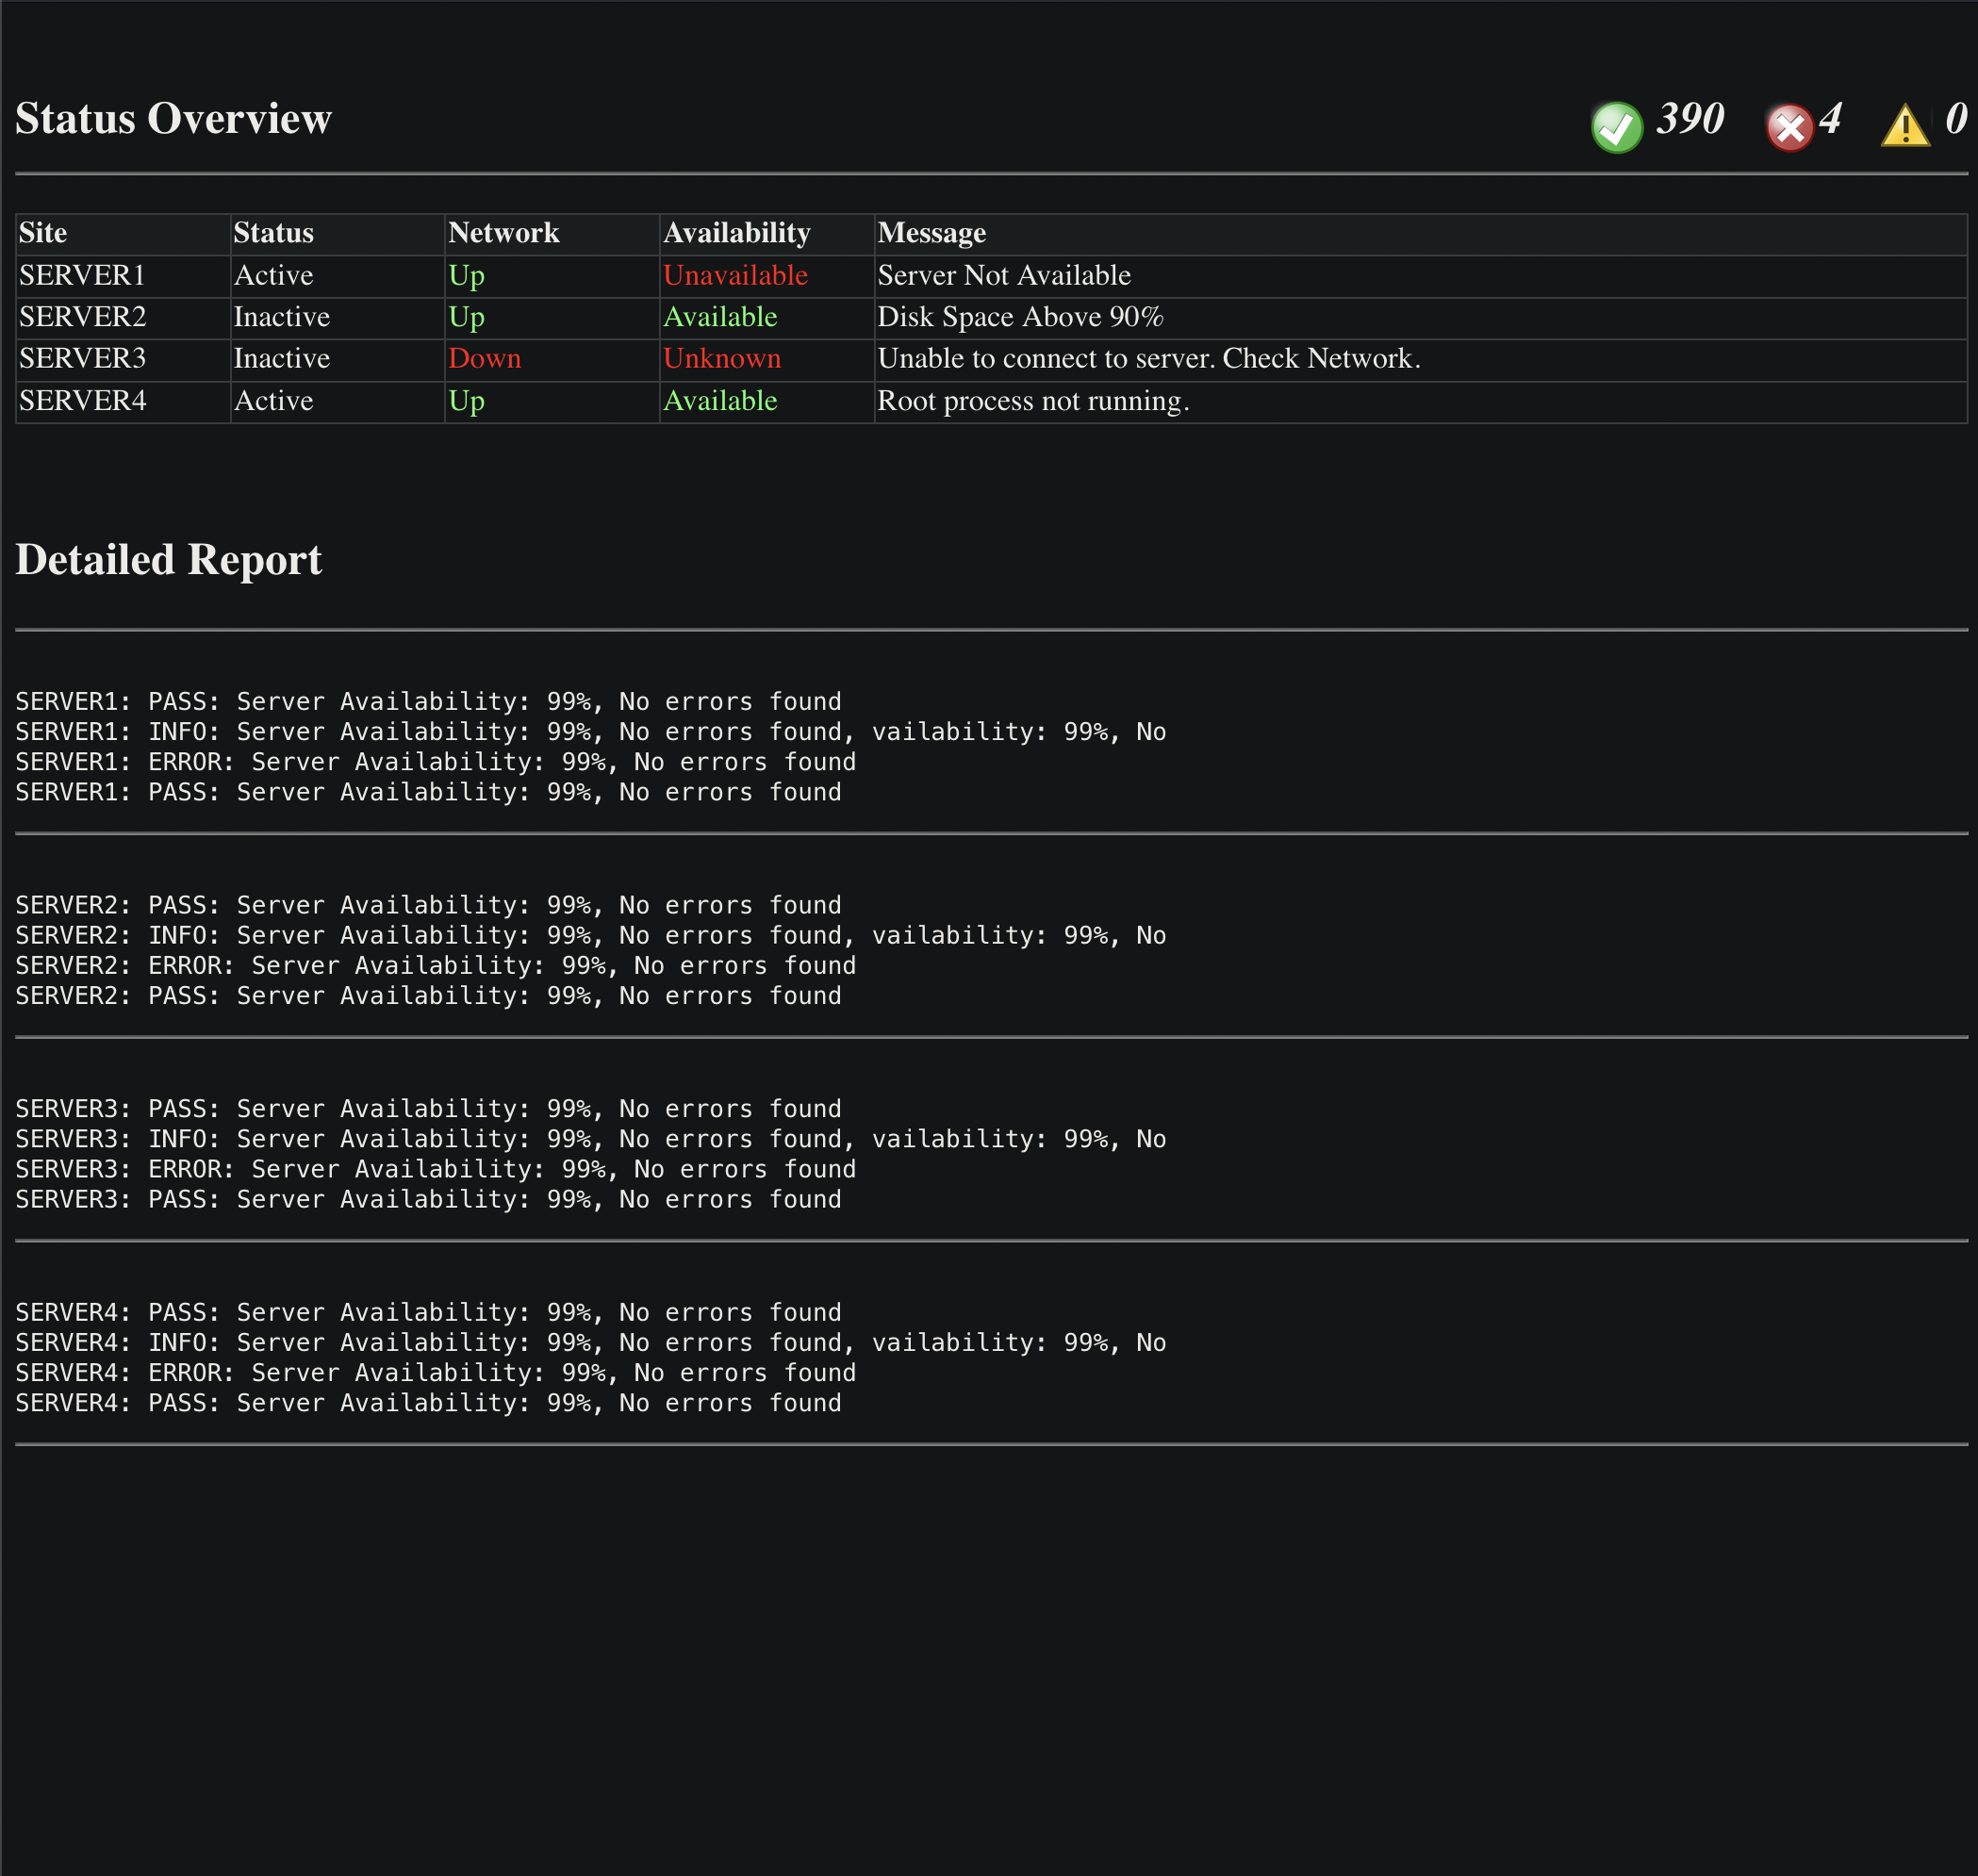 Status Overview 390 4 0
Site Status Network Availability Message
SERVER1 Active Up Unavailable Server Not Available
SERVER2 Inactive Up Available Disk Space Above 90%
SERVER3 Inactive Down Unknown Unable to connect to server. Check Network.
SERVER4 Active Up Available Root process not running.
Detailed Report
SERVER1: PASS: Server Availability: 99%, No errors found
SERVER1: INFO: Server Availability: 99%, No errors found, vailability: 99%, No
SERVER1: ERROR: Server Availability: 99%, No errors found
SERVER1: PASS: Server Availability: 99%, No errors found
SERVER2: PASS: Server Availability: 99%, No errors found
SERVER2: INFO: Server Availability: 99%, No errors found, vailability: 99%, No
SERVER2: ERROR: Server Availability: 99%, No errors found
SERVER2: PASS: Server Availability: 99%, No errors found
SERVER3: PASS: Server Availability: 99%, No errors found
SERVER3: INFO: Server Availability: 99%, No errors found, vailability: 99%, No
SERVER3: ERROR: Server Availability: 99%, No errors found
SERVER3: PASS: Server Availability: 99%, No errors found
SERVER4: PASS: Server Availability: 99%, No errors found
SERVER4: INFO: Server Availability: 99%, No errors found, vailability: 99%, No
SERVER4: ERROR: Server Availability: 99%, No errors found
SERVER4: PASS: Server Availability: 99%, No errors found